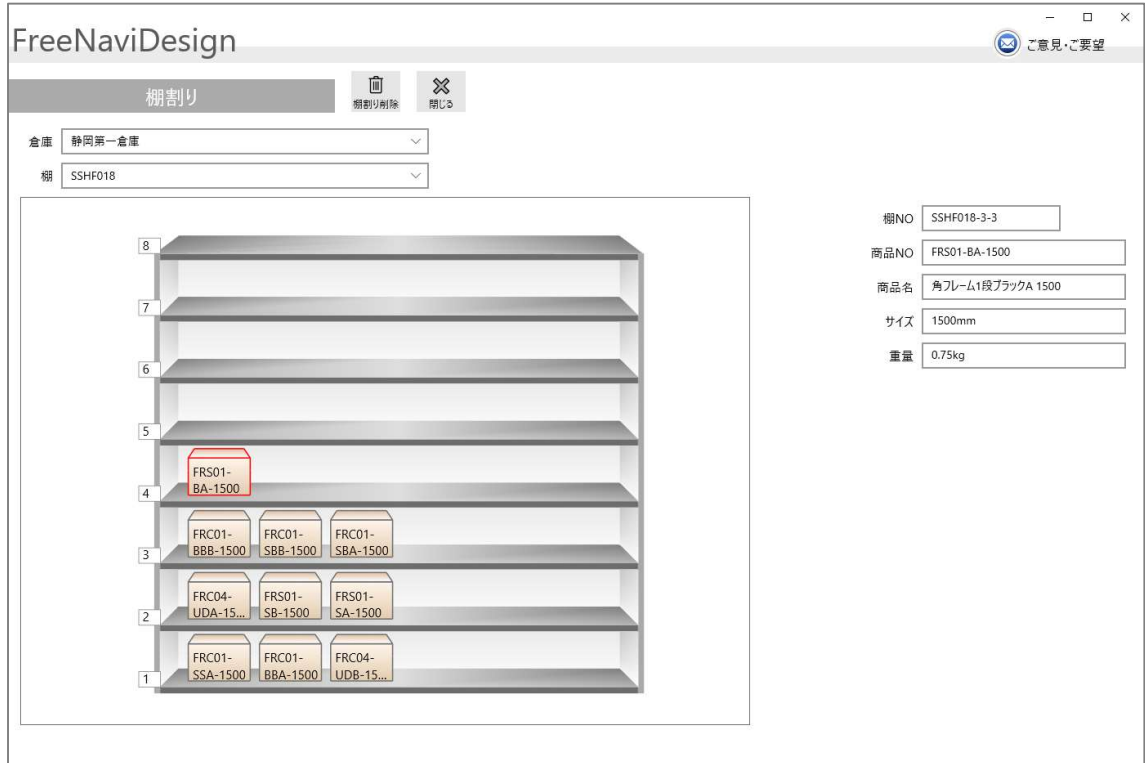 FreeNaviDesign
ご意見・ご要望
棚割り
棚割り削除
閉じる
倉庫 静岡第一倉庫
棚 SSHF018
棚NO SSHF018-3-3
商品NO FRS01-BA-1500
商品名 角フレーム1段ブラックA 1500
サイズ 1500mm
重量 0.75kg
8
7
6
5
FRS01-
BA-1500
4
FRC01- FRC01- FRC01-
BBB-1500 SBB-1500 SBA-1500
3
FRC04- FRS01- FRS01-
UDA-15... SB-1500 SA-1500
2
FRC01- FRC01- FRC04-
SSA-1500 BBA-1500 UDB-15...
1